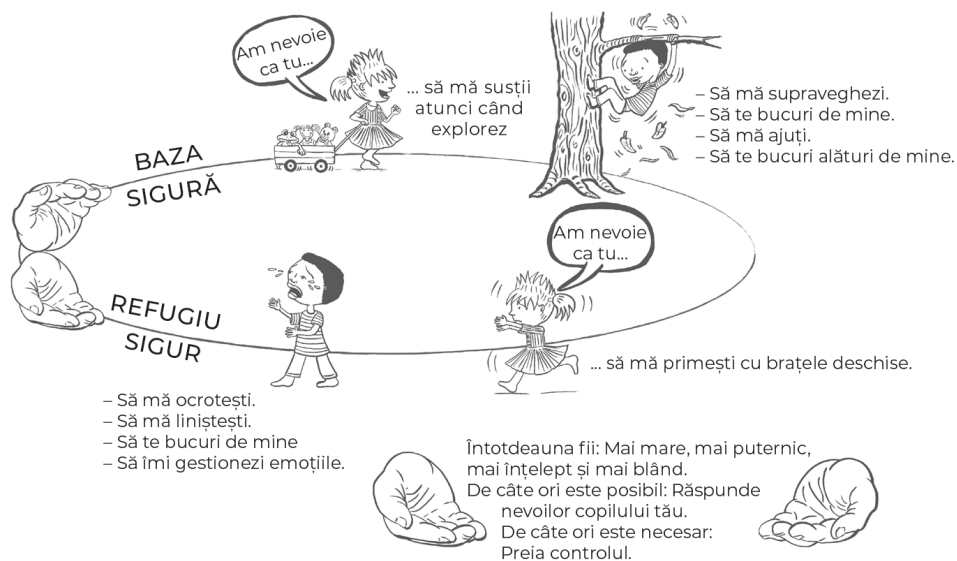 Am nevoie
ca tu...
... să mă susții
atunci când
explorez
– Să mă supraveghezi.
– Să te bucuri de mine.
– Să mă ajuți.
– Să te bucuri alături de mine.
BAZA
SIGURĂ
Am nevoie
ca tu...
REFUGIU
SIGUR
... să mă primești cu brațele deschise.
– Să mă ocrotești.
– Să mă liniștești.
– Să te bucuri de mine
– Să îmi gestionezi emoțiile.
Întotdeauna fii: Mai mare, mai puternic,
mai înțelept și mai blând.
De câte ori este posibil: Răspunde
nevoilor copilului tău.
De câte ori este necesar:
Preia controlul.